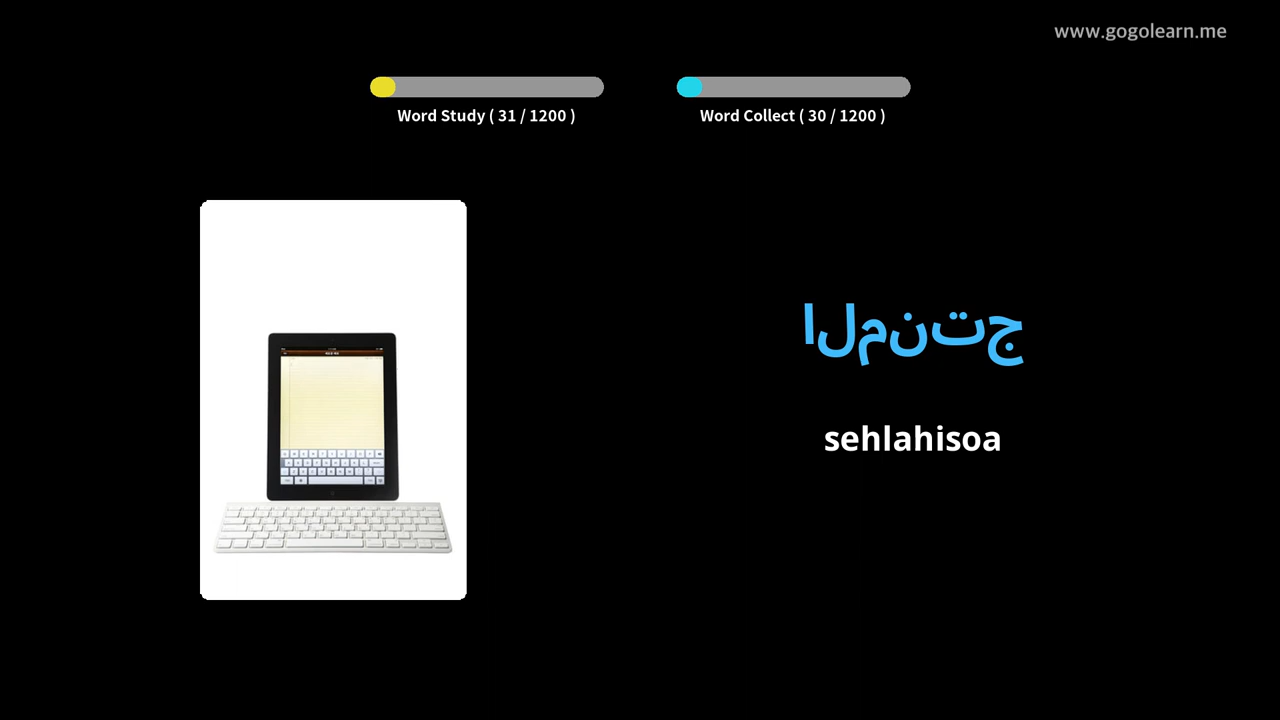 www.gogolearn.me
Word Study ( 31 / 1200 )
Word Collect ( 30 / 1200 )
المنتج
sehlahisoa